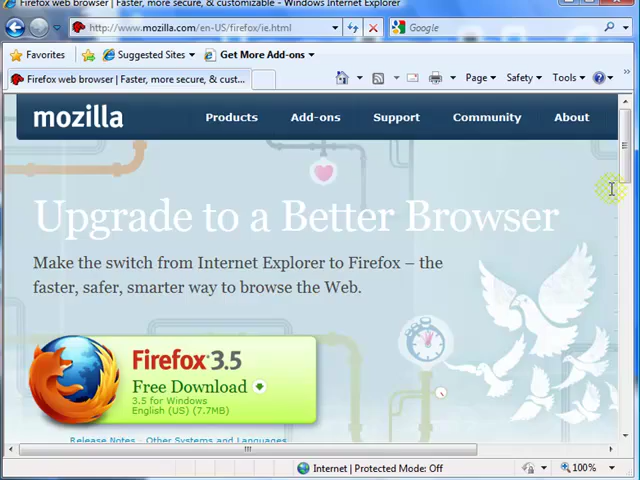 Firefox web browser | Faster, more secure, & customizable - Windows Internet Explorer
http://www.mozilla.com/en-US/firefox/ie.html
Google
Favorites
Suggested Sites
Get More Add-ons
Firefox web browser | Faster, more secure, & cust...
Page
Safety
Tools
mozilla
Products
Add-ons
Support
Community
About
Upgrade to a Better Browser
Make the switch from Internet Explorer to Firefox – the
faster, safer, smarter way to browse the Web.
Firefox 3.5
Free Download
3.5 for Windows
English (US) (7.7MB)
Release Notes - Other Systems and Languages
Internet | Protected Mode: Off
100%